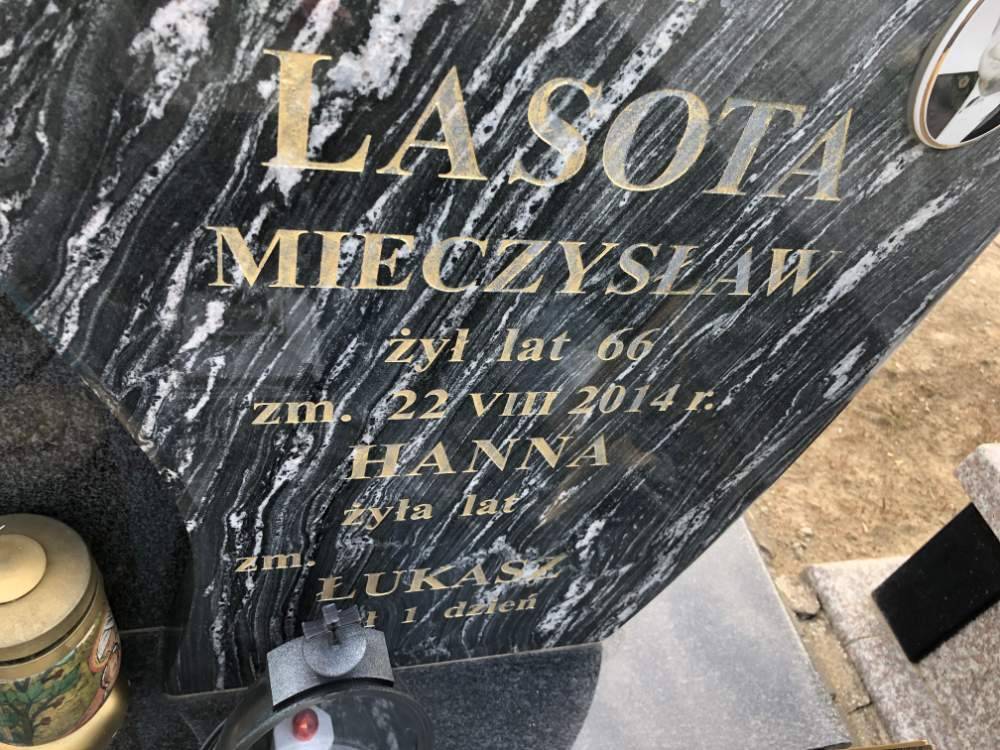 LASOTA
MIECZYSŁAW
żył lat 66
zm. 22 VIII 2014 r.
HANNA
żyła lat
zm.
ŁUKASZ
1 dzień